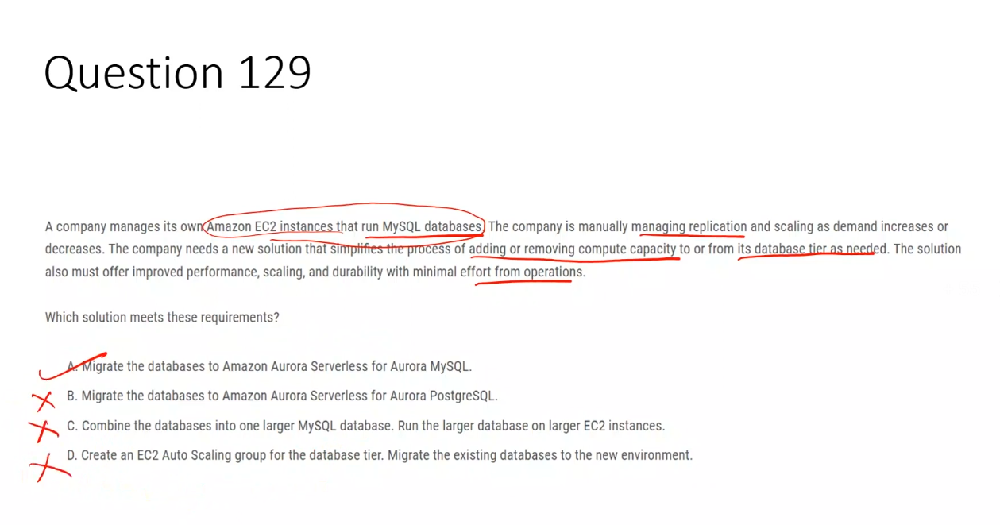 Question 129
A company manages its own Amazon EC2 instances that run MySQL databases. The company is manually managing replication and scaling as demand increases or
decreases. The company needs a new solution that simplifies the process of adding or removing compute capacity to or from its database tier as needed. The solution
also must offer improved performance, scaling, and durability with minimal effort from operations.
Which solution meets these requirements?
A. Migrate the databases to Amazon Aurora Serverless for Aurora MySQL.
B. Migrate the databases to Amazon Aurora Serverless for Aurora PostgreSQL.
C. Combine the databases into one larger MySQL database. Run the larger database on larger EC2 instances.
D. Create an EC2 Auto Scaling group for the database tier. Migrate the existing databases to the new environment.